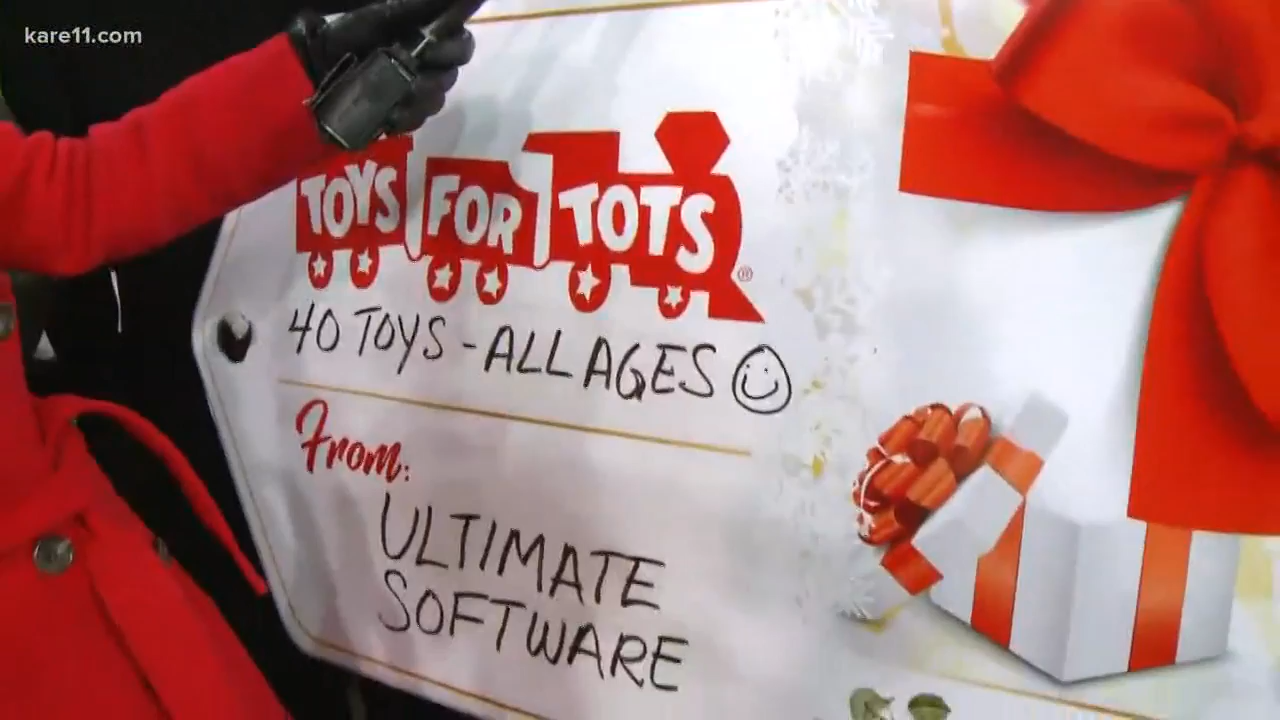 kare11.com
TOYS FOR TOTS®
40 TOYS - ALL AGES
From:
ULTIMATE
SOFTWARE